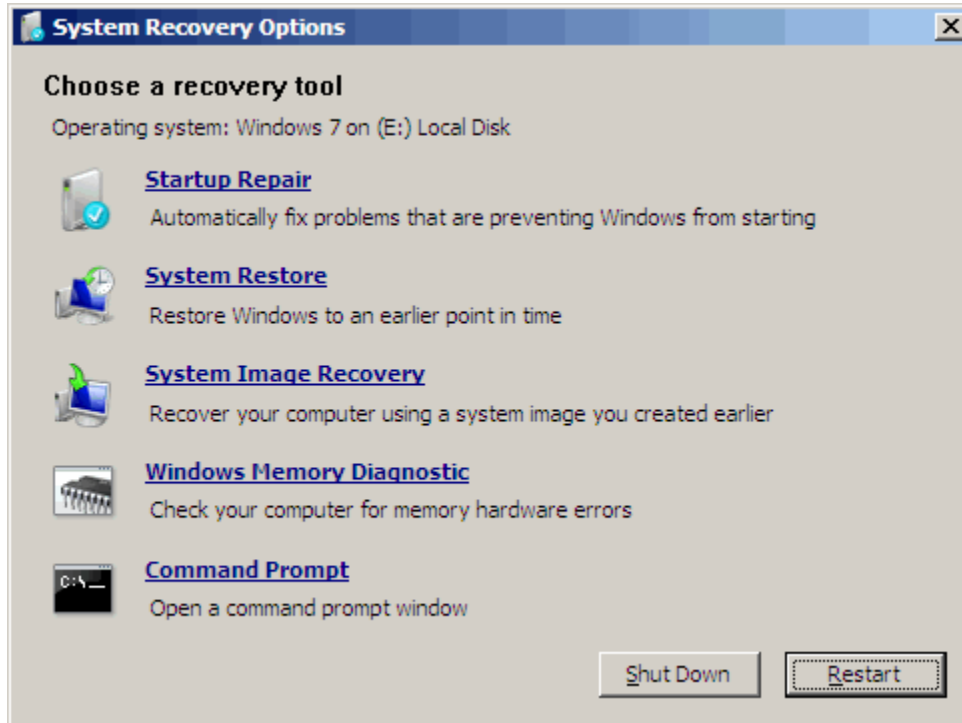 System Recovery Options
Choose a recovery tool
Operating system: Windows 7 on (E:) Local Disk
Startup Repair
Automatically fix problems that are preventing Windows from starting
System Restore
Restore Windows to an earlier point in time
System Image Recovery
Recover your computer using a system image you created earlier
Windows Memory Diagnostic
Check your computer for memory hardware errors
C:\_
Command Prompt
Open a command prompt window
Shut Down
Restart